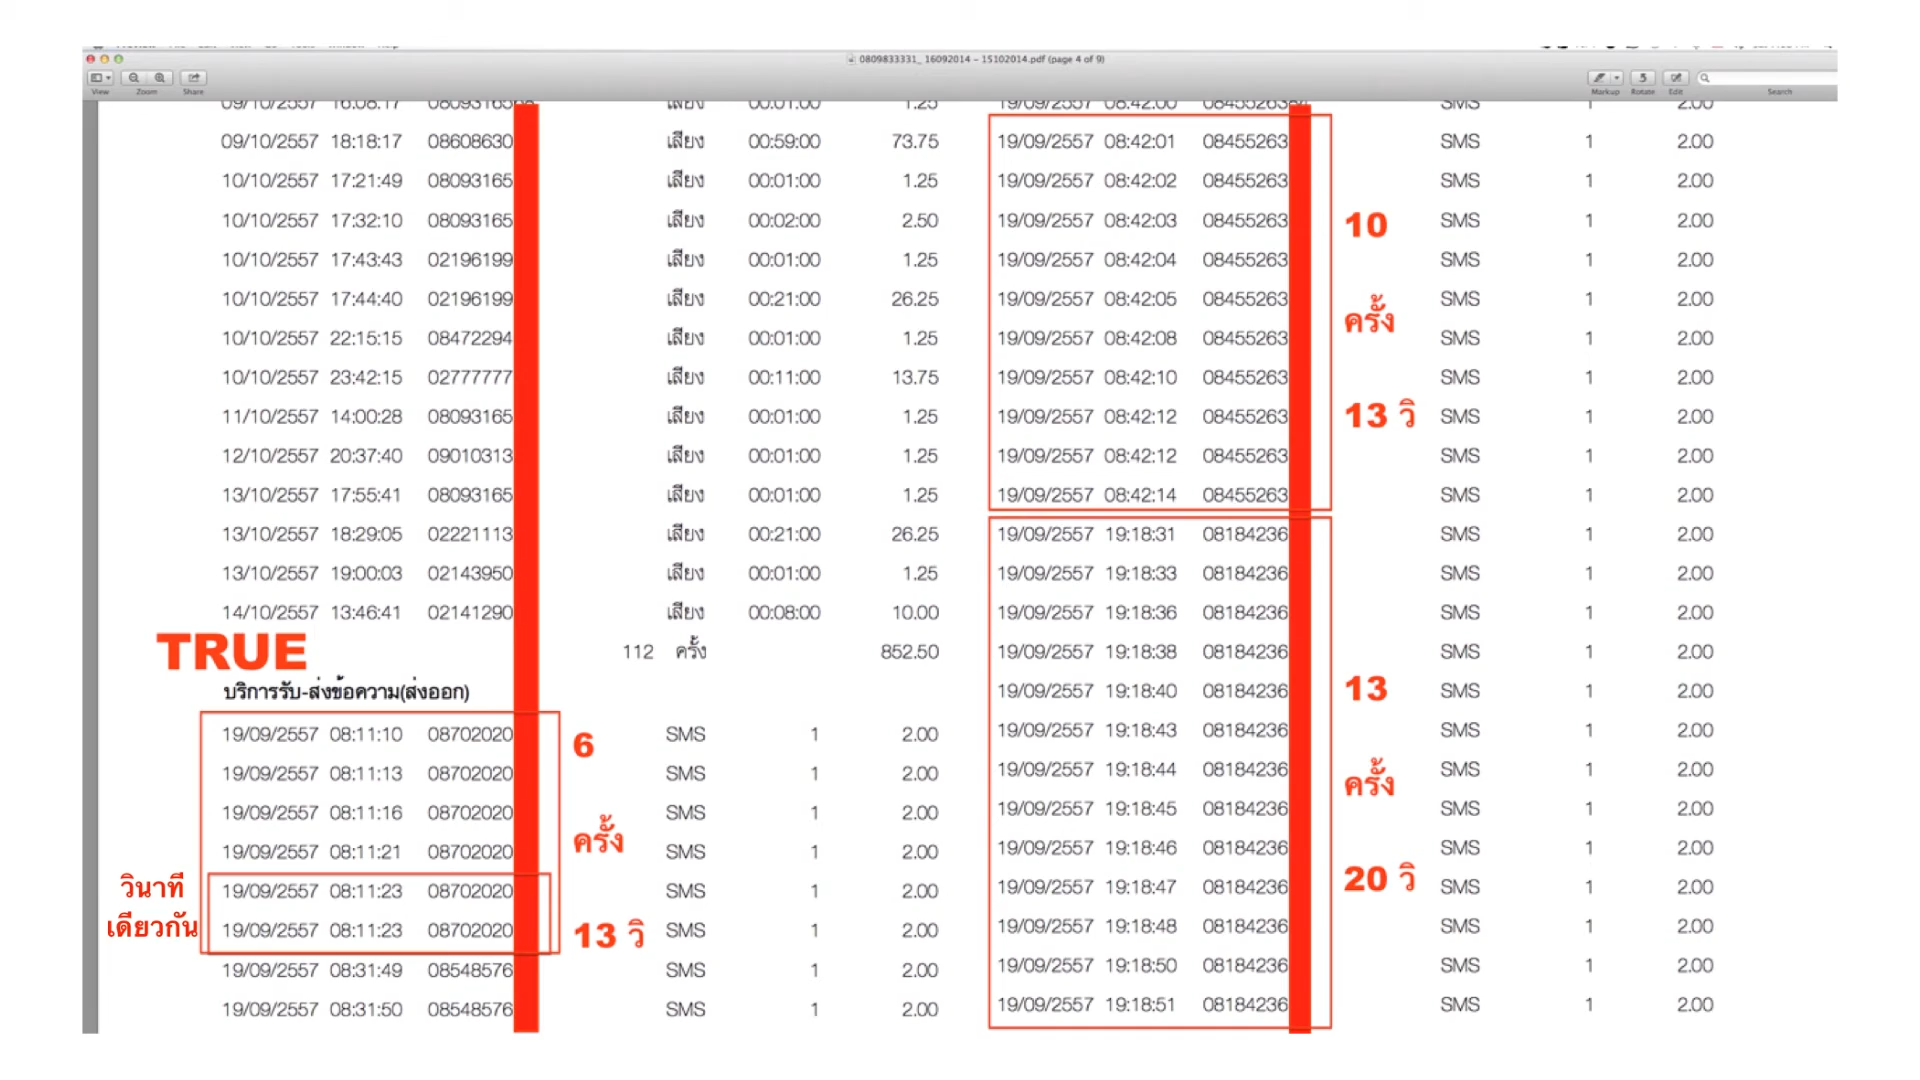 0809833331_ 16092014 - 15102014.pdf (page 4 of 9)
View Zoom Share Markup Rotate Edit Search
09/10/2557 18:18:17 08608630 เสียง 00:59:00 73.75
10/10/2557 17:21:49 08093165 เสียง 00:01:00 1.25
10/10/2557 17:32:10 08093165 เสียง 00:02:00 2.50
10/10/2557 17:43:43 02196199 เสียง 00:01:00 1.25
10/10/2557 17:44:40 02196199 เสียง 00:21:00 26.25
10/10/2557 22:15:15 08472294 เสียง 00:01:00 1.25
10/10/2557 23:42:15 02777777 เสียง 00:11:00 13.75
11/10/2557 14:00:28 08093165 เสียง 00:01:00 1.25
12/10/2557 20:37:40 09010313 เสียง 00:01:00 1.25
13/10/2557 17:55:41 08093165 เสียง 00:01:00 1.25
13/10/2557 18:29:05 02221113 เสียง 00:21:00 26.25
13/10/2557 19:00:03 02143950 เสียง 00:01:00 1.25
14/10/2557 13:46:41 02141290 เสียง 00:08:00 10.00
112 ครั้ง 852.50
TRUE
บริการรับ-ส่งข้อความ(ส่งออก)
19/09/2557 08:11:10 08702020 SMS 1 2.00
19/09/2557 08:11:13 08702020 SMS 1 2.00
19/09/2557 08:11:16 08702020 SMS 1 2.00
19/09/2557 08:11:21 08702020 SMS 1 2.00
19/09/2557 08:11:23 08702020 SMS 1 2.00
19/09/2557 08:11:23 08702020 SMS 1 2.00
19/09/2557 08:31:49 08548576 SMS 1 2.00
19/09/2557 08:31:50 08548576 SMS 1 2.00
วินาที
เดียวกัน
6
ครั้ง
13 วิ
19/09/2557 08:42:01 08455263 SMS 1 2.00
19/09/2557 08:42:02 08455263 SMS 1 2.00
19/09/2557 08:42:03 08455263 SMS 1 2.00
19/09/2557 08:42:04 08455263 SMS 1 2.00
19/09/2557 08:42:05 08455263 SMS 1 2.00
19/09/2557 08:42:08 08455263 SMS 1 2.00
19/09/2557 08:42:10 08455263 SMS 1 2.00
19/09/2557 08:42:12 08455263 SMS 1 2.00
19/09/2557 08:42:12 08455263 SMS 1 2.00
19/09/2557 08:42:14 08455263 SMS 1 2.00
10
ครั้ง
13 วิ
19/09/2557 19:18:31 08184236 SMS 1 2.00
19/09/2557 19:18:33 08184236 SMS 1 2.00
19/09/2557 19:18:36 08184236 SMS 1 2.00
19/09/2557 19:18:38 08184236 SMS 1 2.00
19/09/2557 19:18:40 08184236 SMS 1 2.00
19/09/2557 19:18:43 08184236 SMS 1 2.00
19/09/2557 19:18:44 08184236 SMS 1 2.00
19/09/2557 19:18:45 08184236 SMS 1 2.00
19/09/2557 19:18:46 08184236 SMS 1 2.00
19/09/2557 19:18:47 08184236 SMS 1 2.00
19/09/2557 19:18:48 08184236 SMS 1 2.00
19/09/2557 19:18:50 08184236 SMS 1 2.00
19/09/2557 19:18:51 08184236 SMS 1 2.00
13
ครั้ง
20 วิ